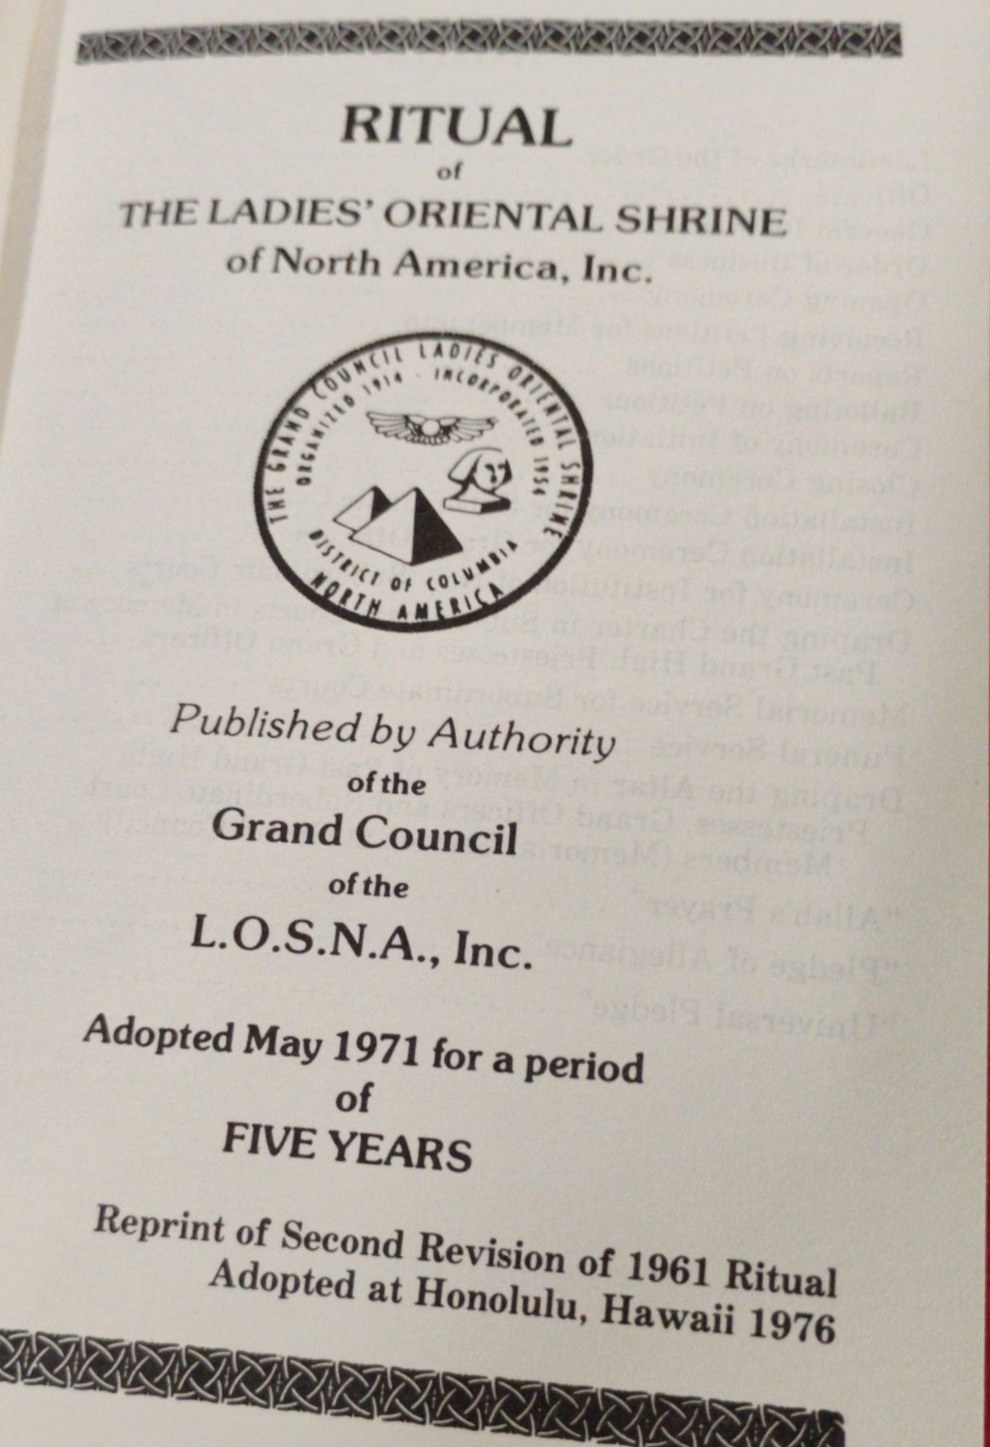 RITUAL
of
THE LADIES' ORIENTAL SHRINE
of North America, Inc.
THE GRAND COUNCIL LADIES ORIENTAL SHRINE
ORGANIZED 1914 - INCORPORATED 1954
DISTRICT OF COLUMBIA
NORTH AMERICA
Published by Authority
of the
Grand Council
of the
L.O.S.N.A., Inc.
Adopted May 1971 for a period
of
FIVE YEARS
Reprint of Second Revision of 1961 Ritual
Adopted at Honolulu, Hawaii 1976